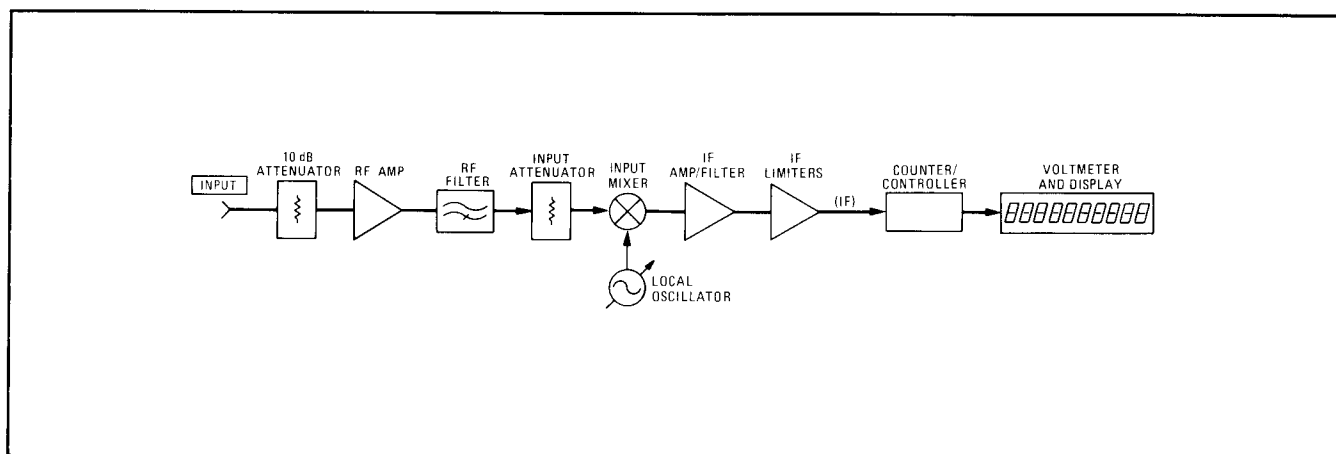 INPUT
10 dB
ATTENUATOR
RF AMP
RF
FILTER
INPUT
ATTENUATOR
INPUT
MIXER
LOCAL
OSCILLATOR
IF
AMP/FILTER
IF
LIMITERS
(IF)
COUNTER/
CONTROLLER
VOLTMETER
AND DISPLAY